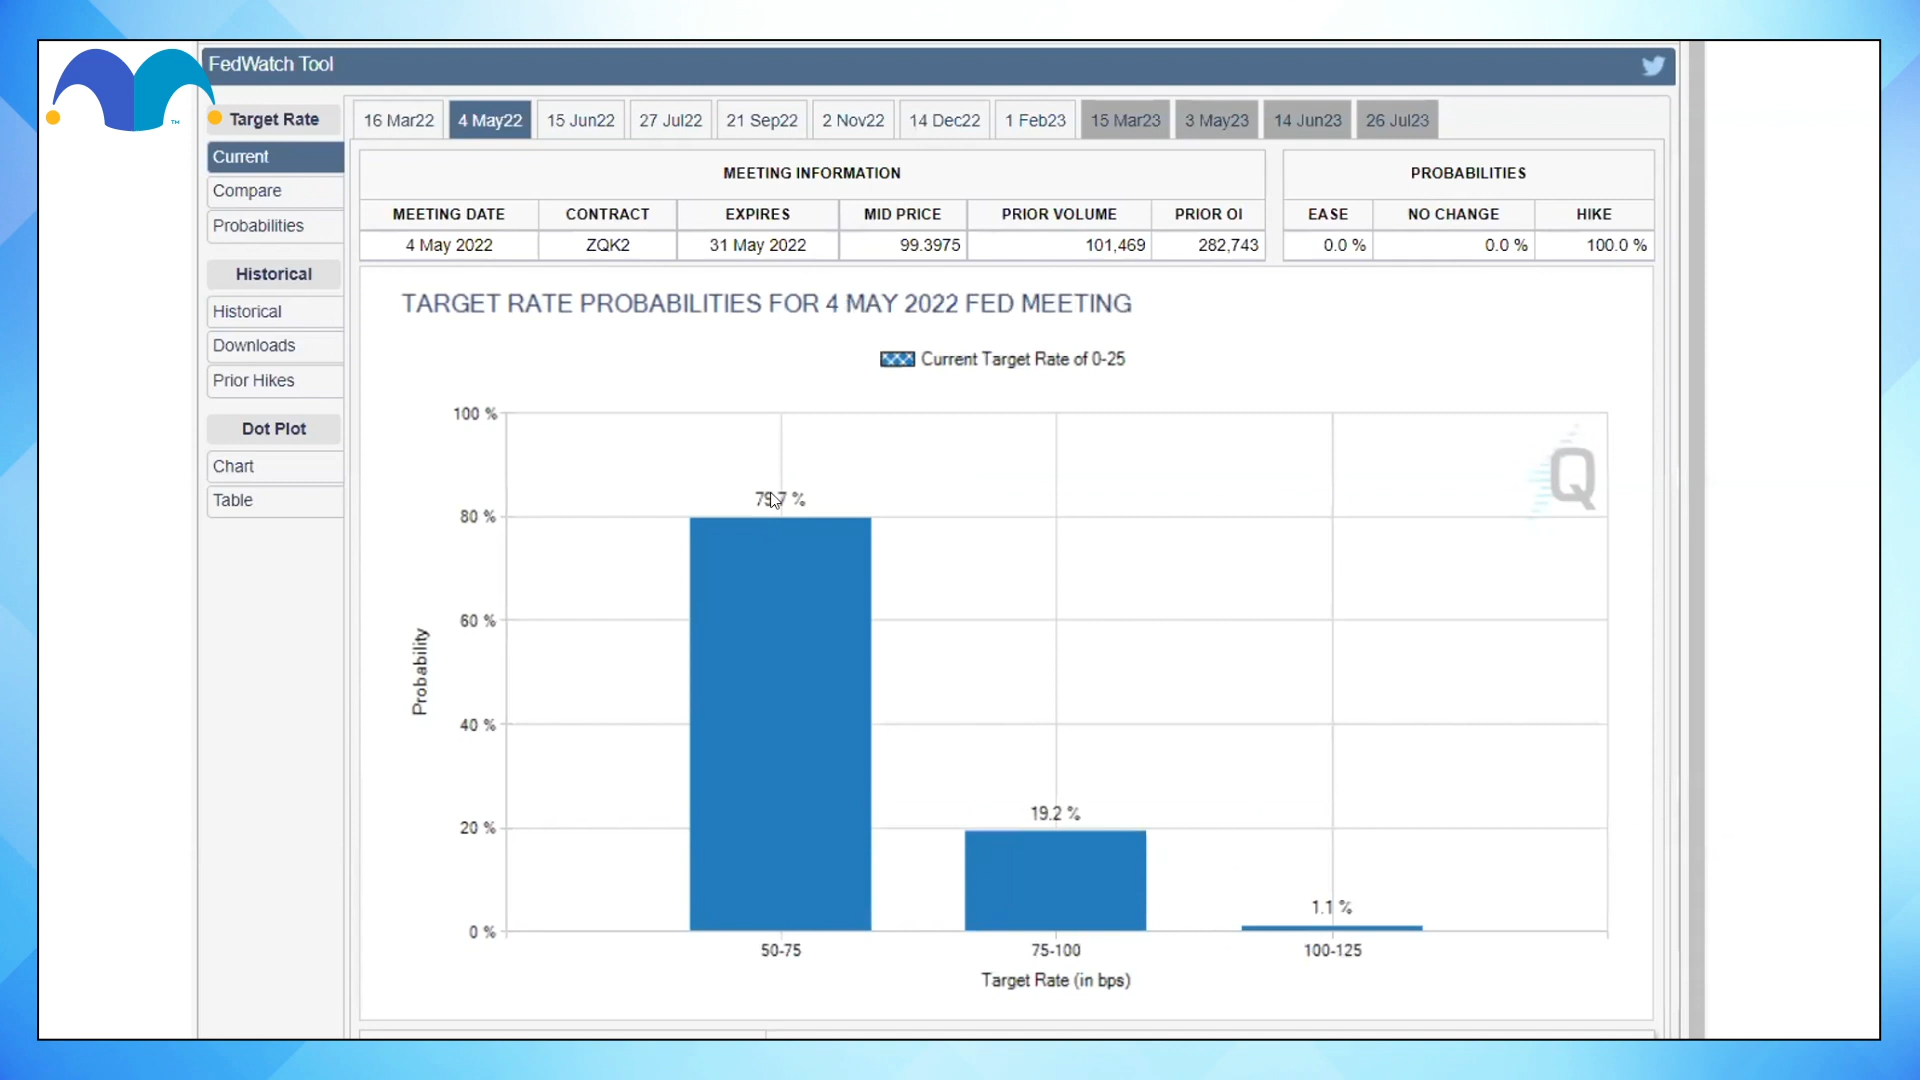 FedWatch Tool
Target Rate
16 Mar22 4 May22 15 Jun22 27 Jul22 21 Sep22 2 Nov22 14 Dec22 1 Feb23 15 Mar23 3 May23 14 Jun23 26 Jul23
Current
Compare
Probabilities
Historical
Historical
Downloads
Prior Hikes
Dot Plot
Chart
Table
MEETING INFORMATION
MEETING DATE CONTRACT EXPIRES MID PRICE PRIOR VOLUME PRIOR OI
4 May 2022 ZQK2 31 May 2022 99.3975 101,469 282,743
PROBABILITIES
EASE NO CHANGE HIKE
0.0 % 0.0 % 100.0 %
TARGET RATE PROBABILITIES FOR 4 MAY 2022 FED MEETING
Current Target Rate of 0-25
100 %
80 %
60 %
40 %
20 %
0 %
Probability
79.7 %
19.2 %
1.1 %
50-75 75-100 100-125
Target Rate (in bps)
Q
TM